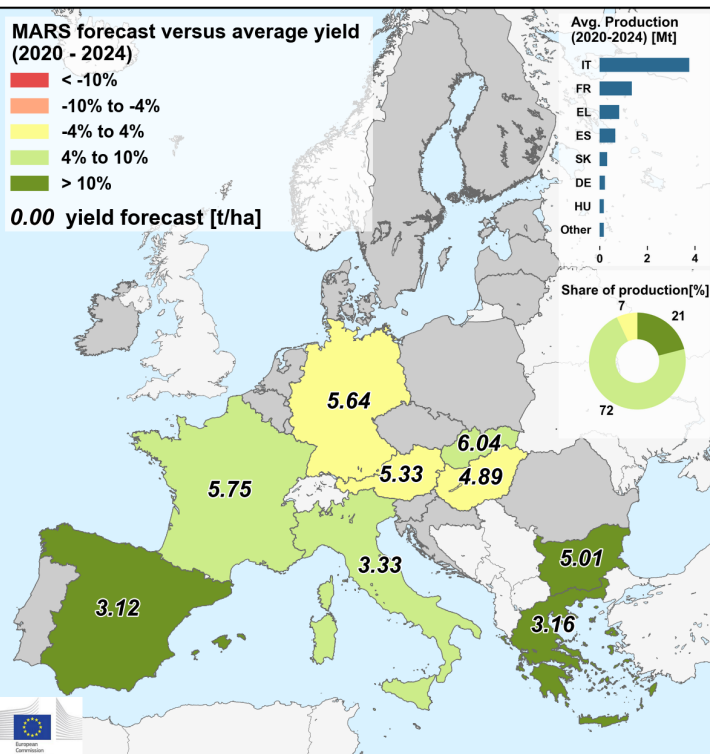 MARS forecast versus average yield
(2020 - 2024)
< -10%
-10% to -4%
-4% to 4%
4% to 10%
> 10%
0.00 yield forecast [t/ha]
Avg. Production
(2020-2024) [Mt]
IT
FR
EL
ES
SK
DE
HU
Other
0 2 4
Share of production[%]
7
21
72
5.64
6.04
5.33
4.89
5.75
3.33
5.01
3.12
3.16
European
Commission